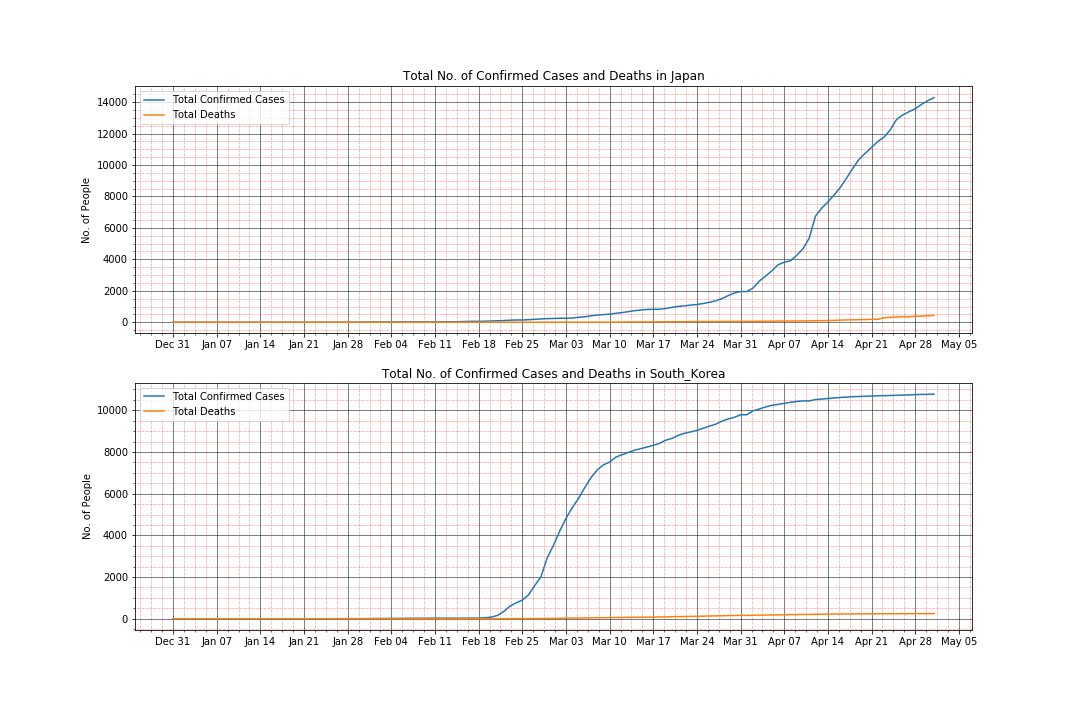 Total No. of Confirmed Cases and Deaths in Japan
Total Confirmed Cases
Total Deaths
No. of People
14000
12000
10000
8000
6000
4000
2000
0
Dec 31 Jan 07 Jan 14 Jan 21 Jan 28 Feb 04 Feb 11 Feb 18 Feb 25 Mar 03 Mar 10 Mar 17 Mar 24 Mar 31 Apr 07 Apr 14 Apr 21 Apr 28 May 05
Total No. of Confirmed Cases and Deaths in South_Korea
Total Confirmed Cases
Total Deaths
No. of People
10000
8000
6000
4000
2000
0
Dec 31 Jan 07 Jan 14 Jan 21 Jan 28 Feb 04 Feb 11 Feb 18 Feb 25 Mar 03 Mar 10 Mar 17 Mar 24 Mar 31 Apr 07 Apr 14 Apr 21 Apr 28 May 05